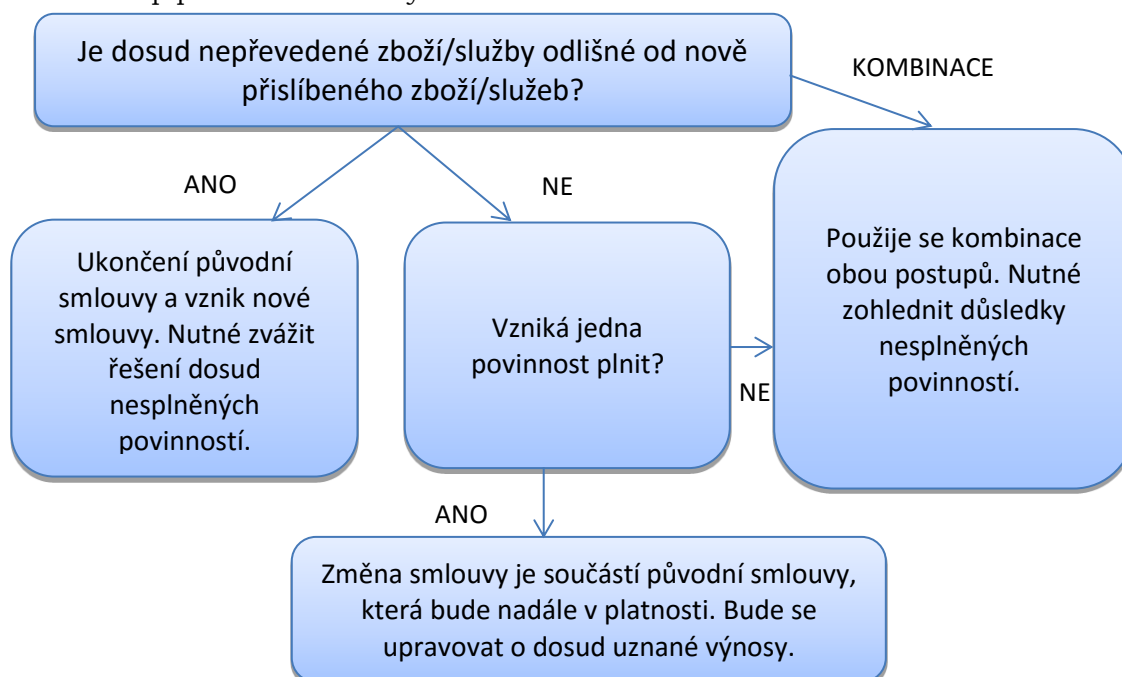 Je dosud nepřevedené zboží/služby odlišné od nově
přislíbeného zboží/služeb?
KOMBINACE
ANO
NE
Ukončení původní
smlouvy a vznik nové
smlouvy. Nutné zvážit
řešení dosud
nesplněných
povinností.
Vzniká jedna
povinnost plnit?
NE
Použije se kombinace
obou postupů. Nutné
zohlednit důsledky
nesplněných
povinností.
ANO
Změna smlouvy je součástí původní smlouvy,
která bude nadále v platnosti. Bude se
upravovat o dosud uznané výnosy.